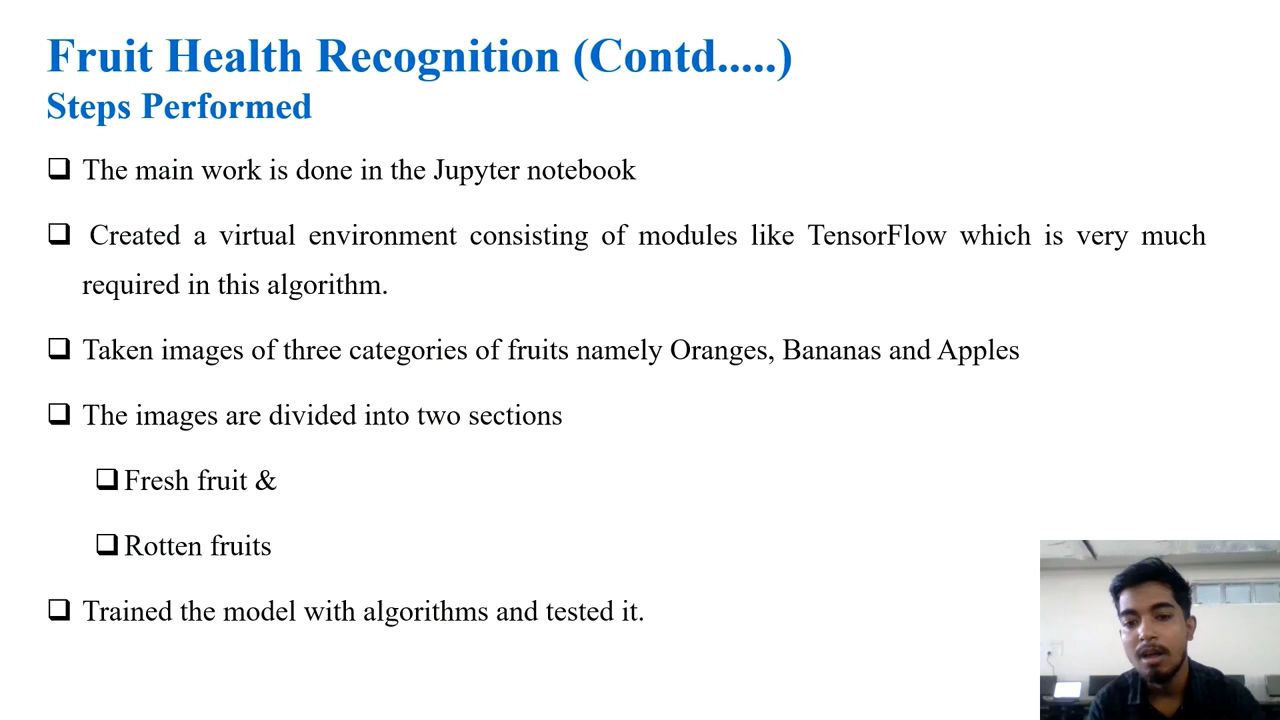 Fruit Health Recognition (Contd.....)
Steps Performed
The main work is done in the Jupyter notebook
Created a virtual environment consisting of modules like TensorFlow which is very much
required in this algorithm.
Taken images of three categories of fruits namely Oranges, Bananas and Apples
The images are divided into two sections
Fresh fruit &
Rotten fruits
Trained the model with algorithms and tested it.